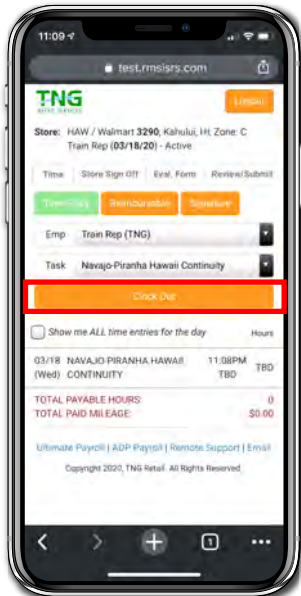 11:09
test.rmsisrs.com
TNG
RETAIL SERVICES
Logout
Store: HAW / Walmart 3290, Kahului, HI; Zone: C
Train Rep (03/18/20) - Active
Time Store Sign Off Eval. Form Review/Submit
Time Entry Reimbursable Signature
Emp Train Rep (TNG)
Task Navajo-Piranha Hawaii Continuity
Clock Out
Show me ALL time entries for the day Hours
03/18 NAVAJO-PIRANHA HAWAII 11:08PM TBD
(Wed) CONTINUITY TBD
TOTAL PAYABLE HOURS: 0
TOTAL PAID MILEAGE: $0.00
Ultimate Payroll | ADP Payroll | Remote Support | Email
Copyright 2020, TNG Retail. All Rights Reserved.
1